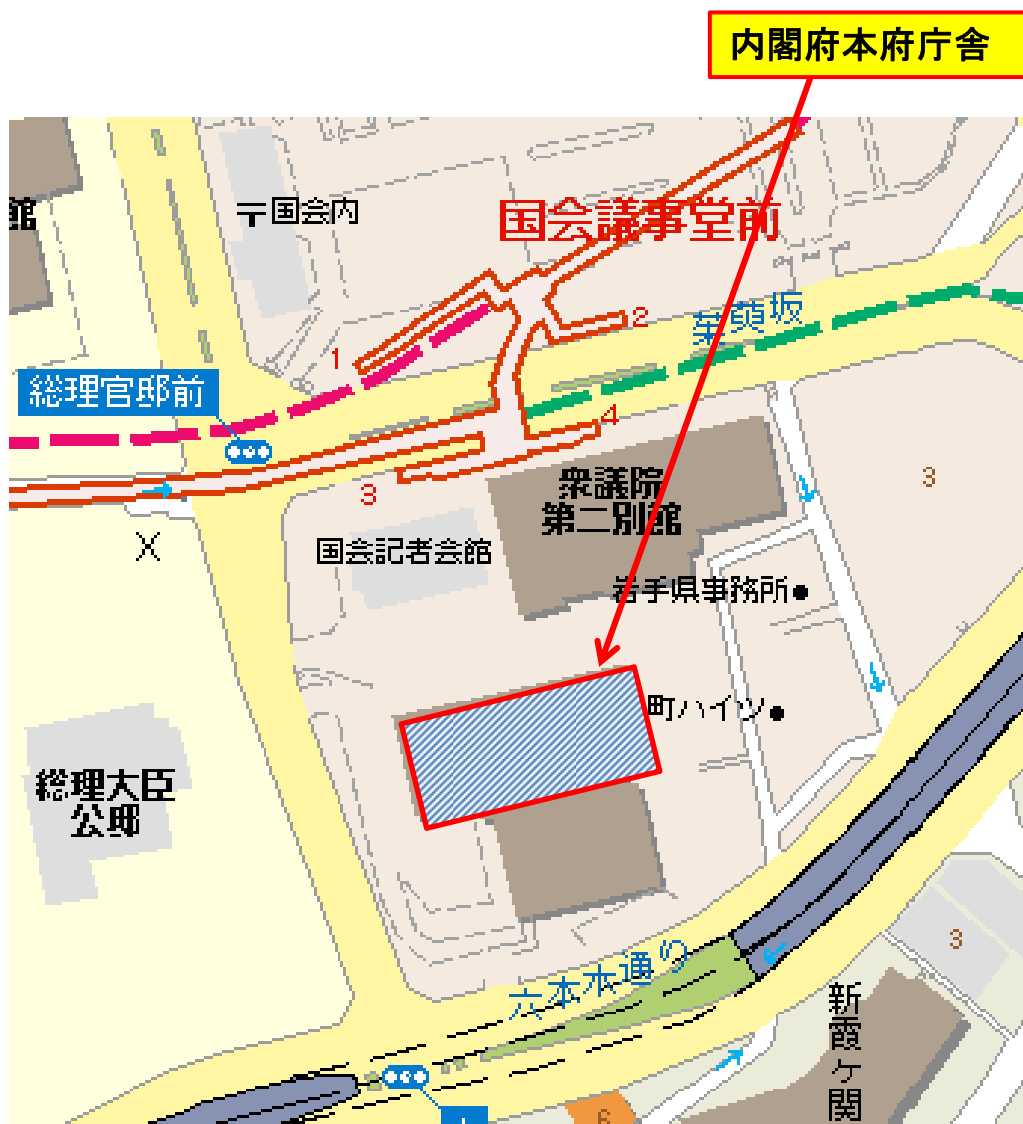 内閣府本府庁舎
館
〒国会内
国会議事堂前
茱萸坂
2
1
総理官邸前
4
3
3
衆議院
第二別館
国会記者会館
岩手県事務所
町ハイツ
総理大臣
公邸
六本木通り
3
新霞ヶ関
6